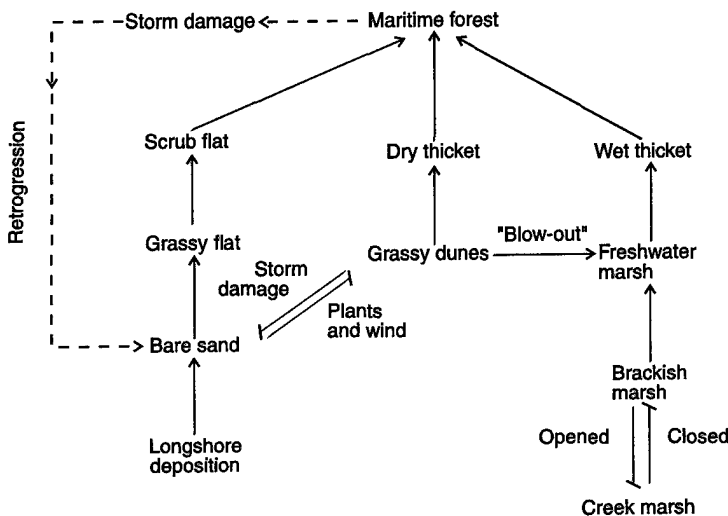 Storm damage
Maritime forest
Retrogression
Scrub flat
Dry thicket
Wet thicket
Grassy flat
Storm
damage
Grassy dunes
"Blow-out"
Freshwater
marsh
Plants
and wind
Bare sand
Brackish
marsh
Longshore
deposition
Opened
Closed
Creek marsh